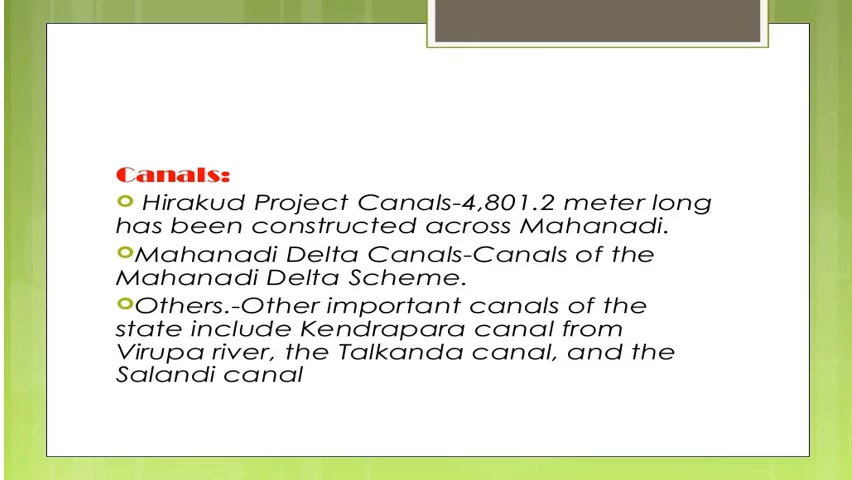 Canals:
Hirakud Project Canals-4,801.2 meter long
has been constructed across Mahanadi.
Mahanadi Delta Canals-Canals of the
Mahanadi Delta Scheme.
Others.-Other important canals of the
state include Kendrapara canal from
Virupa river, the Talkanda canal, and the
Salandi canal